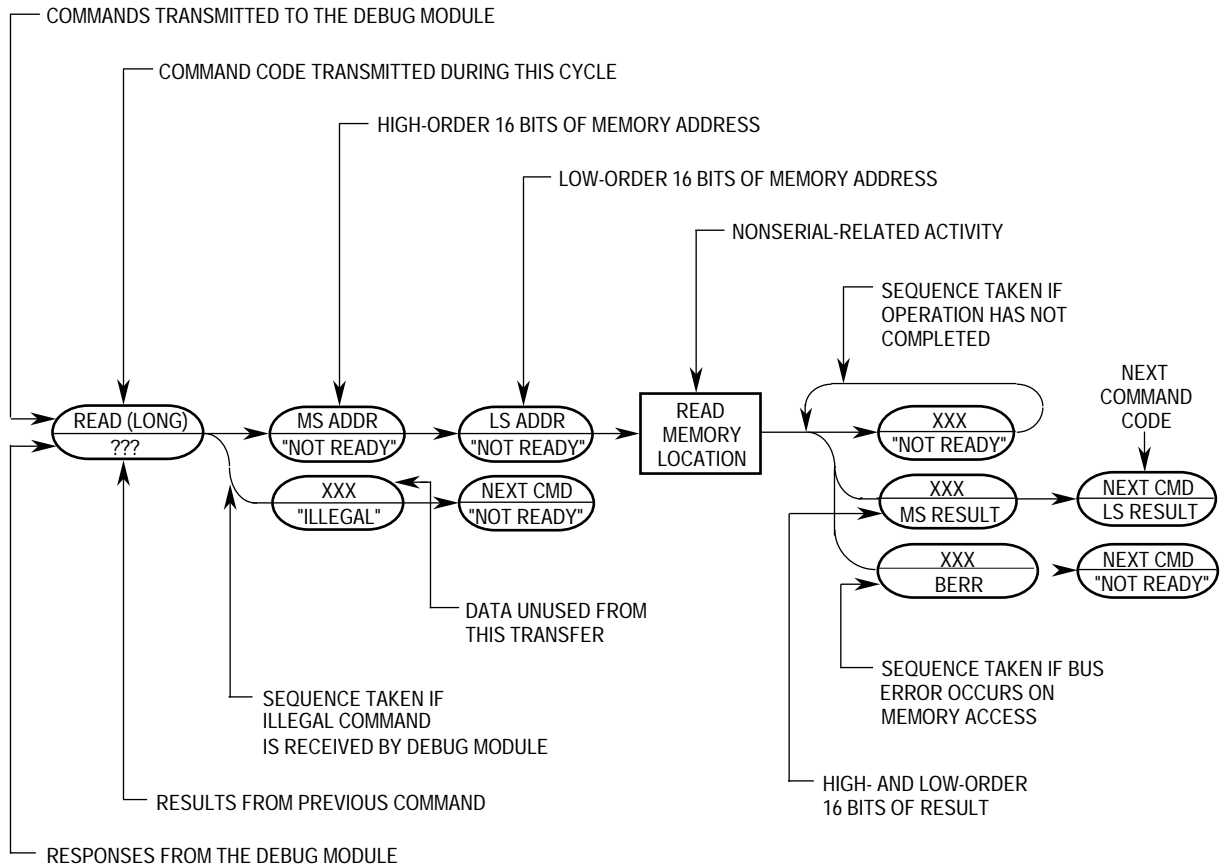 COMMANDS TRANSMITTED TO THE DEBUG MODULE
COMMAND CODE TRANSMITTED DURING THIS CYCLE
HIGH-ORDER 16 BITS OF MEMORY ADDRESS
LOW-ORDER 16 BITS OF MEMORY ADDRESS
NONSERIAL-RELATED ACTIVITY
SEQUENCE TAKEN IF
OPERATION HAS NOT
COMPLETED
NEXT
COMMAND
CODE
READ (LONG)
???
MS ADDR
"NOT READY"
LS ADDR
"NOT READY"
READ
MEMORY
LOCATION
XXX
"NOT READY"
XXX
"ILLEGAL"
NEXT CMD
"NOT READY"
XXX
MS RESULT
NEXT CMD
LS RESULT
XXX
BERR
NEXT CMD
"NOT READY"
DATA UNUSED FROM
THIS TRANSFER
SEQUENCE TAKEN IF
ILLEGAL COMMAND
IS RECEIVED BY DEBUG MODULE
SEQUENCE TAKEN IF BUS
ERROR OCCURS ON
MEMORY ACCESS
RESULTS FROM PREVIOUS COMMAND
HIGH- AND LOW-ORDER
16 BITS OF RESULT
RESPONSES FROM THE DEBUG MODULE